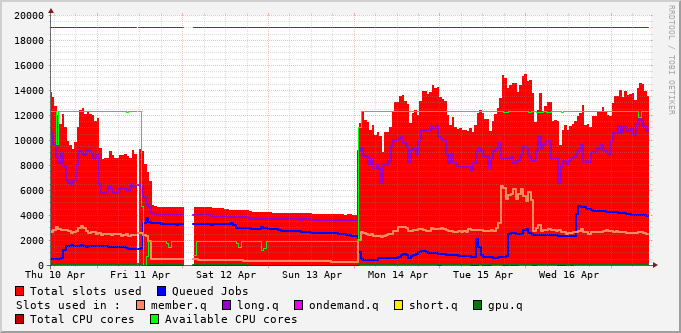 20000
18000
16000
14000
12000
10000
8000
6000
4000
2000
0
Thu 10 Apr Fri 11 Apr Sat 12 Apr Sun 13 Apr Mon 14 Apr Tue 15 Apr Wed 16 Apr
Total slots used Queued Jobs
Slots used in : member.q long.q ondemand.q short.q gpu.q
Total CPU cores Available CPU cores
RRDTOOL / TOBI OETIKER